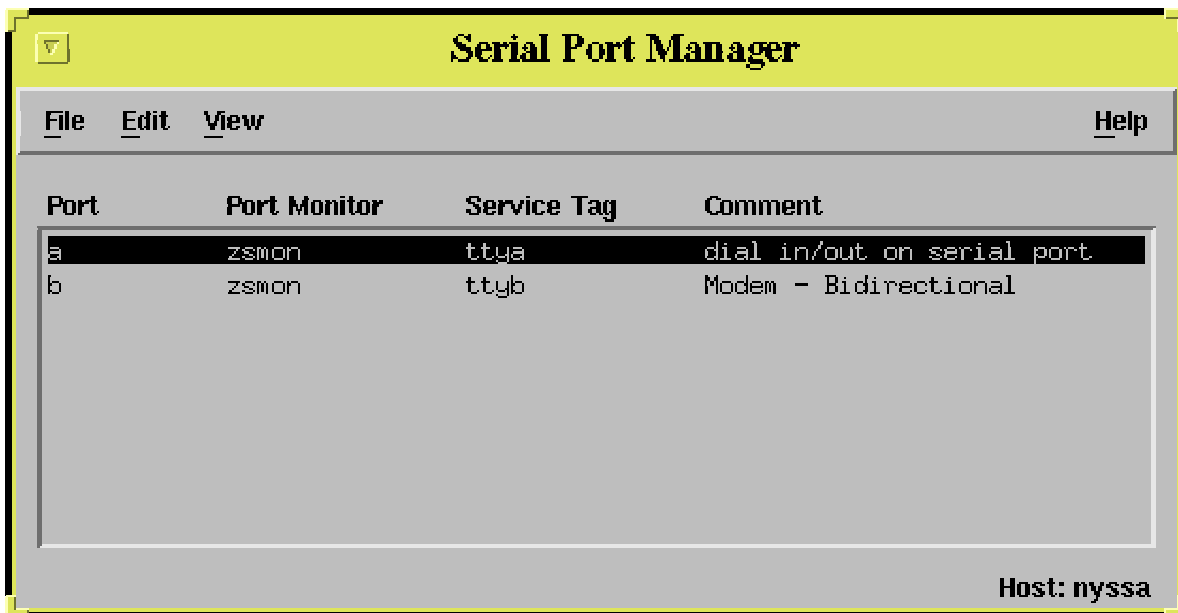 Serial Port Manager
File Edit View Help
Port Port Monitor Service Tag Comment
a zsmon ttya dial in/out on serial port
b zsmon ttyb Modem - Bidirectional
Host: nyssa